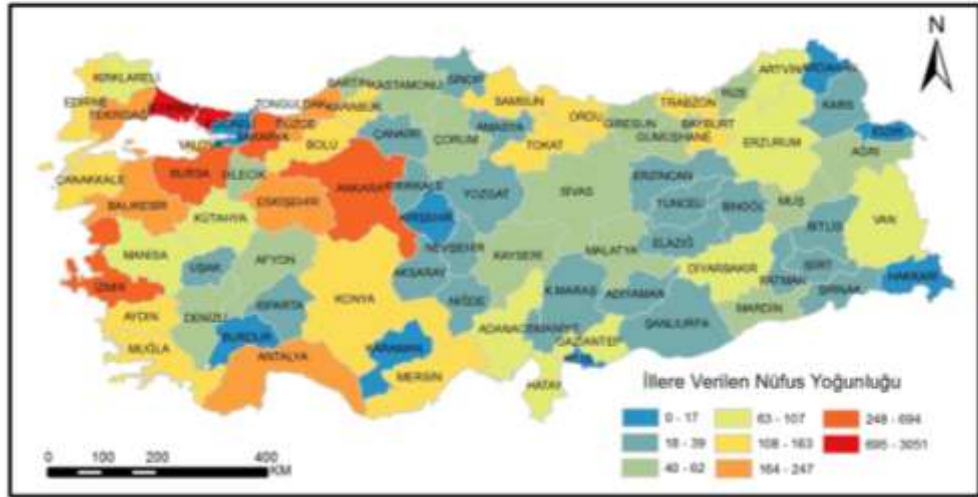 N
KIRKLARELİ
EDİRNE
TEKİRDAĞ
BARTIN
KASTAMONU
SİNOP
ZONGULDAK
KARABÜK
DÜZCE
SAKARYA
YALOVA
BOLU
ÇANKIRI
ÇORUM
SAMSUN
AMASYA
TOKAT
ORDU
GİRESUN
TRABZON
GÜMÜŞHANE
BAYBURT
RİZE
ARTVİN
ARDAHAN
KARS
IĞDIR
AĞRI
ERZURUM
ERZİNCAN
ÇANAKKALE
BALIKESİR
BURSA
BİLECİK
KÜTAHYA
ESKİŞEHİR
ANKARA
KIRIKKALE
KIRŞEHİR
YOZGAT
SİVAS
TUNCELİ
BİNGÖL
MUŞ
VAN
BİTLİS
SİİRT
HAKKARİ
ŞIRNAK
BATMAN
DİYARBAKIR
MARDİN
ELAZIĞ
MALATYA
ADIYAMAN
ŞANLIURFA
K.MARAŞ
GAZİANTEP
OSMANİYE
HATAY
ADANA
KAYSERİ
NEVŞEHİR
AKSARAY
NİĞDE
KONYA
KARAMAN
MERSİN
ANTALYA
ISPARTA
BURDUR
AFYON
UŞAK
DENİZLİ
MANİSA
İZMİR
AYDIN
MUĞLA
İllere Verilen Nüfus Yoğunluğu
0 - 17
63 - 107
248 - 694
18 - 39
108 - 163
695 - 3051
40 - 62
164 - 247
0 100 200 400
KM